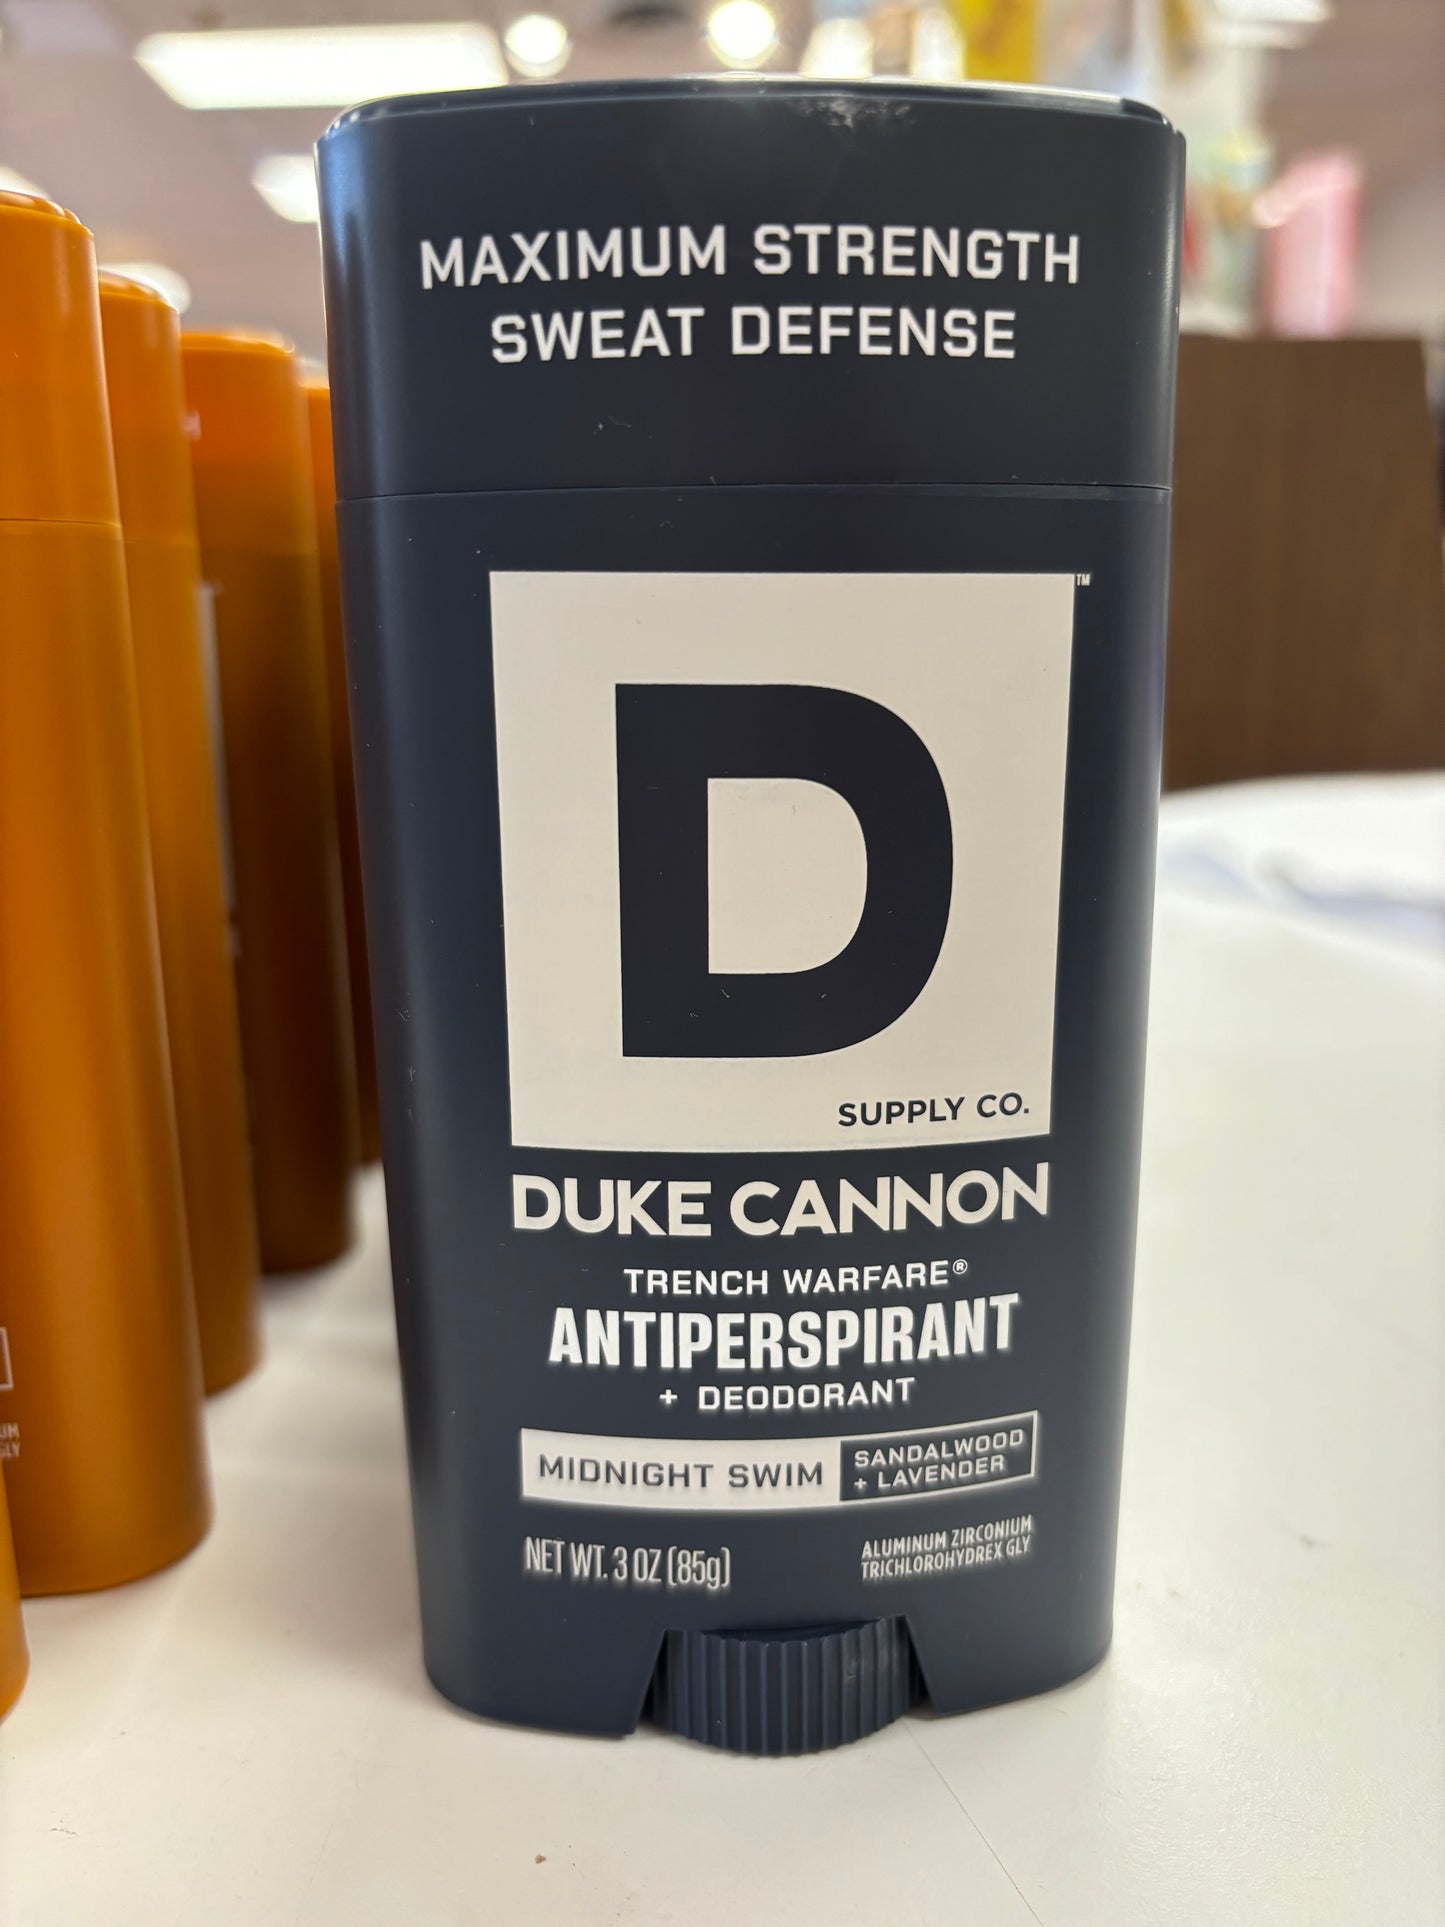 MAXIMUM STRENGTH
SWEAT DEFENSE
™
D
SUPPLY CO.
DUKE CANNON
TRENCH WARFARE®
ANTIPERSPIRANT
+ DEODORANT
MIDNIGHT SWIM
SANDALWOOD
+ LAVENDER
NET WT. 3 OZ (85g)
ALUMINUM ZIRCONIUM
TRICHLOROHYDREX GLY